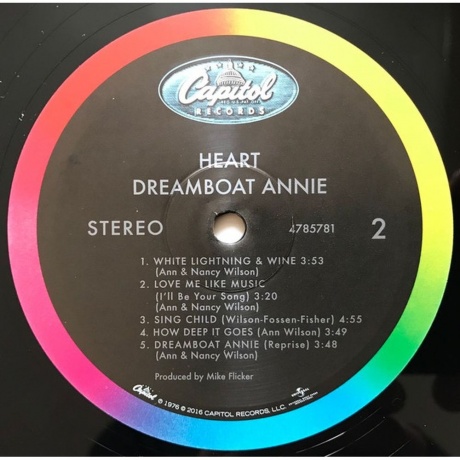 Capitol
RECORDS
HEART
DREAMBOAT ANNIE
STEREO 4785781 2
1. WHITE LIGHTNING & WINE 3:53
(Ann & Nancy Wilson)
2. LOVE ME LIKE MUSIC
(I'll Be Your Song) 3:20
(Ann & Nancy Wilson)
3. SING CHILD (Wilson-Fossen-Fisher) 4:55
4. HOW DEEP IT GOES (Ann Wilson) 3:49
5. DREAMBOAT ANNIE (Reprise) 3:48
(Ann & Nancy Wilson)
Produced by Mike Flicker
Capitol ℗ 1976 © 2016 CAPITOL RECORDS, LLC.